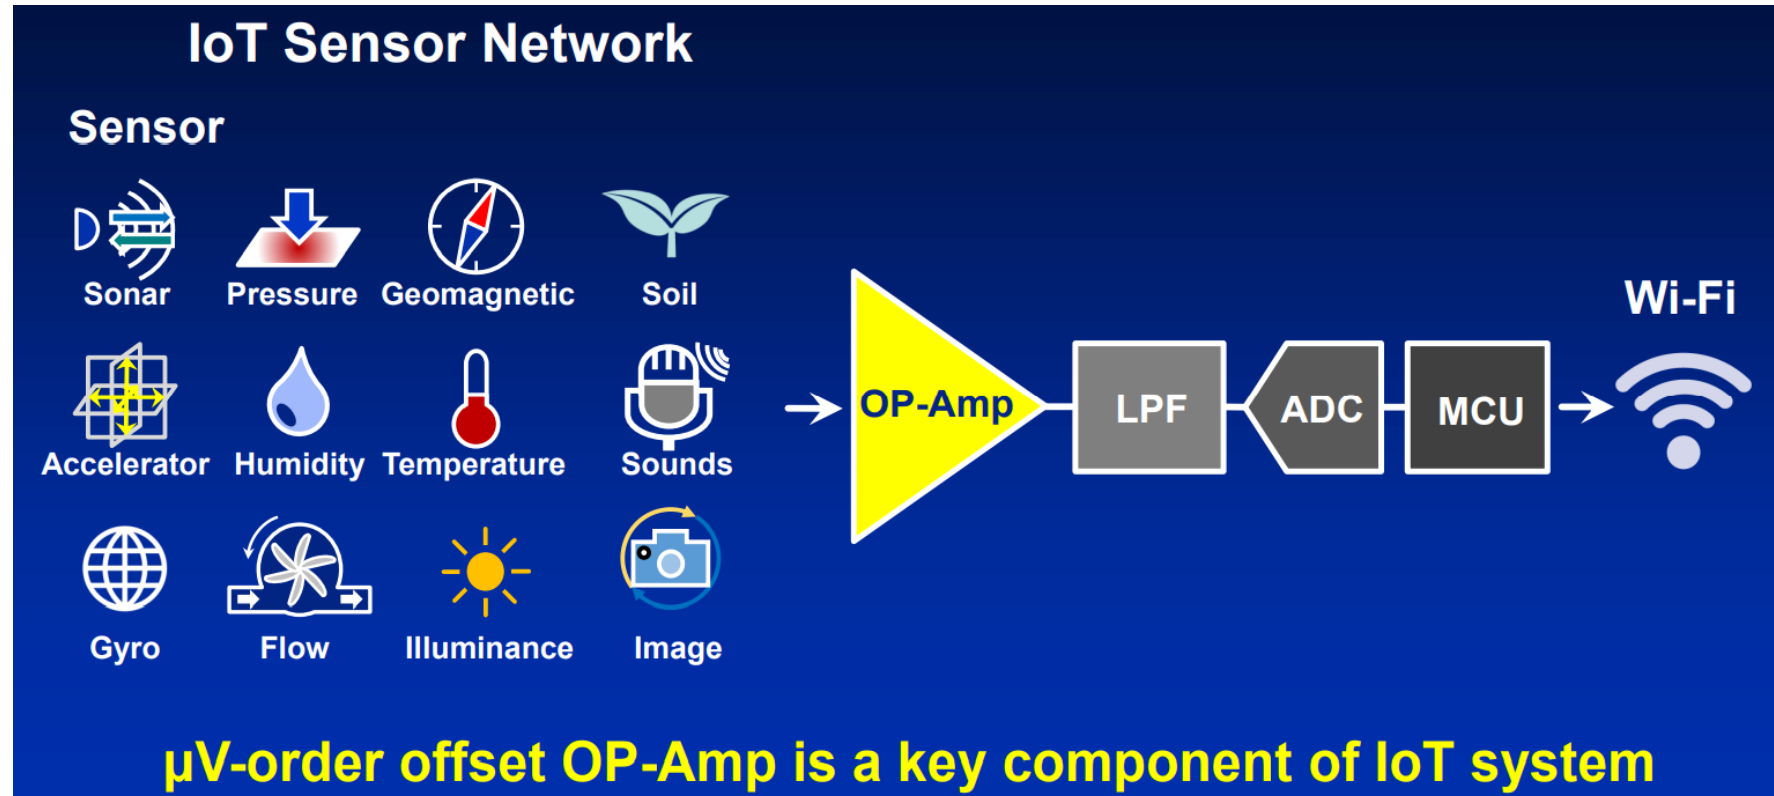 IoT Sensor Network
Sensor
Sonar Pressure Geomagnetic Soil
Accelerator Humidity Temperature Sounds
Gyro Flow Illuminance Image
OP-Amp LPF ADC MCU
Wi-Fi
µV-order offset OP-Amp is a key component of IoT system